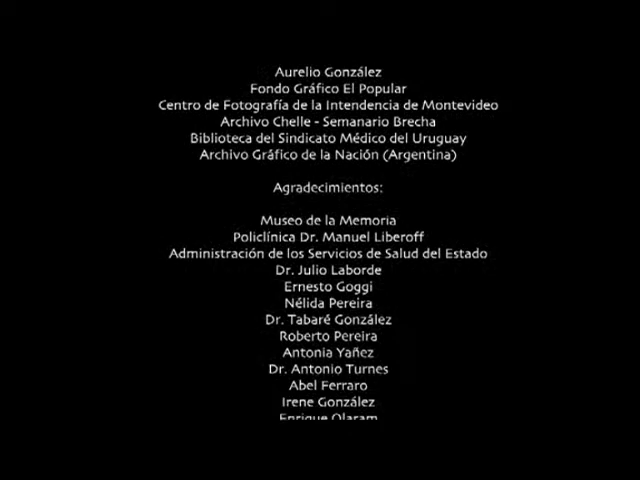 Aurelio González
Fondo Gráfico El Popular
Centro de Fotografía de la Intendencia de Montevideo
Archivo Chelle - Semanario Brecha
Biblioteca del Sindicato Médico del Uruguay
Archivo Gráfico de la Nación (Argentina)
Agradecimientos:
Museo de la Memoria
Policlínica Dr. Manuel Liberoff
Administración de los Servicios de Salud del Estado
Dr. Julio Laborde
Ernesto Goggi
Nélida Pereira
Dr. Tabaré González
Roberto Pereira
Antonia Yañez
Dr. Antonio Turnes
Abel Ferraro
Irene González
Enrique